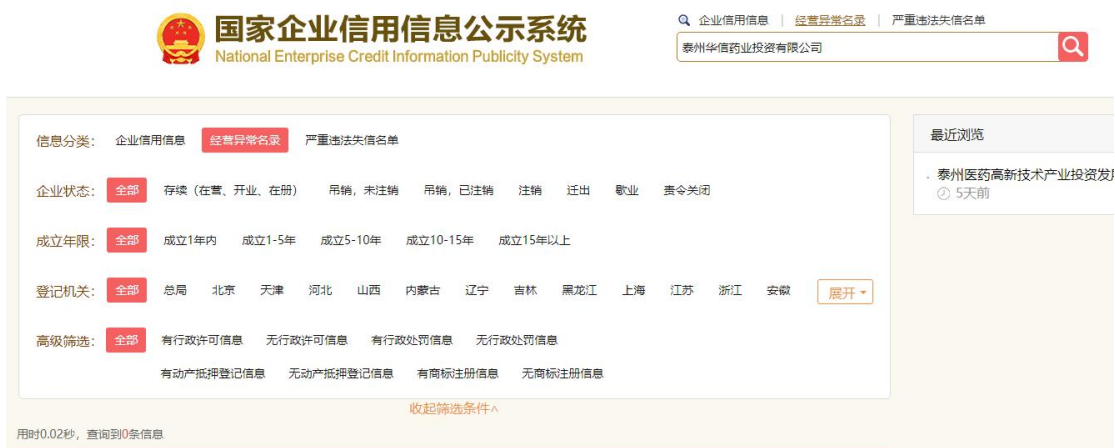 国家企业信用信息公示系统
National Enterprise Credit Information Publicity System
企业信用信息 | 经营异常名录 | 严重违法失信名单
泰州华信药业投资有限公司
信息分类: 企业信用信息 经营异常名录 严重违法失信名单
企业状态: 全部 存续（在营、开业、在册） 吊销，未注销 吊销，已注销 注销 迁出 歇业 责令关闭
成立年限: 全部 成立1年内 成立1-5年 成立5-10年 成立10-15年 成立15年以上
登记机关: 全部 总局 北京 天津 河北 山西 内蒙古 辽宁 吉林 黑龙江 上海 江苏 浙江 安徽 展开
高级筛选: 全部 有行政许可信息 无行政许可信息 有行政处罚信息 无行政处罚信息
有动产抵押登记信息 无动产抵押登记信息 有商标注册信息 无商标注册信息
收起筛选条件
用时0.02秒，查询到0条信息
最近浏览
泰州医药高新技术产业投资发
5天前